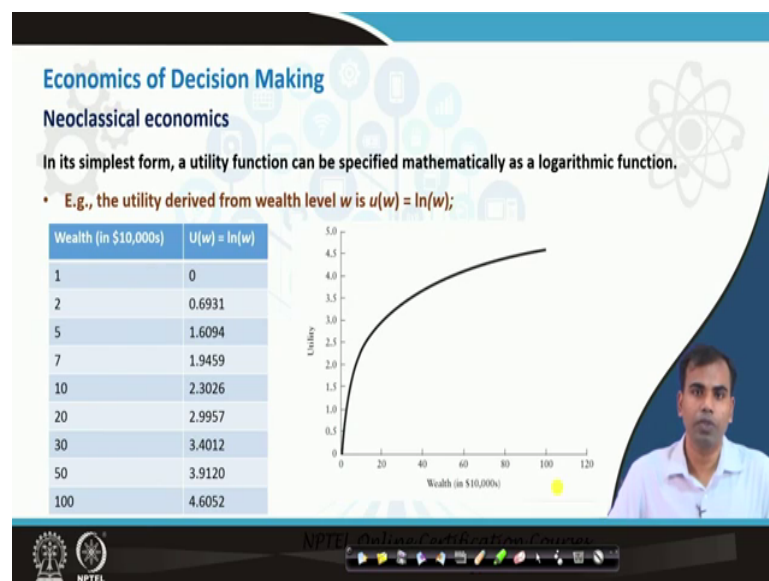 Economics of Decision Making
Neoclassical economics
In its simplest form, a utility function can be specified mathematically as a logarithmic function.
• E.g., the utility derived from wealth level w is u(w) = ln(w);
Wealth (in $10,000s) U(w) = ln(w)
1 0
2 0.6931
5 1.6094
7 1.9459
10 2.3026
20 2.9957
30 3.4012
50 3.9120
100 4.6052
5.0
4.5
4.0
3.5
3.0
2.5
2.0
1.5
1.0
0.5
0
Utility
0 20 40 60 80 100 120
Wealth (in $10,000s)
NPTEL Online Certification Courses
NPTEL